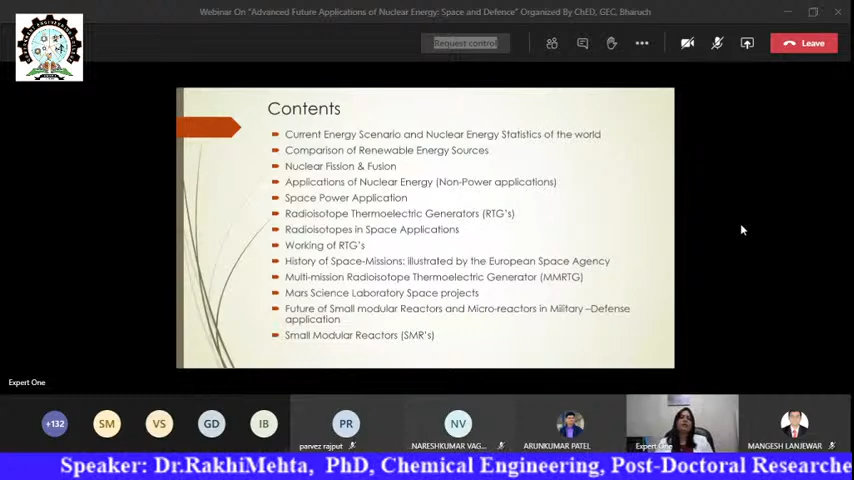 Webinar On "Advanced Future Applications of Nuclear Energy: Space and Defence" Organized By ChED, GEC, Bharuch
Request control
Leave
Contents
Current Energy Scenario and Nuclear Energy Statistics of the world
Comparison of Renewable Energy Sources
Nuclear Fission & Fusion
Applications of Nuclear Energy (Non-Power applications)
Space Power Application
Radioisotope Thermoelectric Generators (RTG's)
Radioisotopes in Space Applications
Working of RTG's
History of Space-Missions: illustrated by the European Space Agency
Multi-mission Radioisotope Thermoelectric Generator (MMRTG)
Mars Science Laboratory Space projects
Future of Small modular Reactors and Micro-reactors in Military –Defense
application
Small Modular Reactors (SMR's)
Expert One
+132 SM VS GD IB PR NV
parvez rajput NARESHKUMAR VAG... ARUNKUMAR PATEL Expert One MANGESH LANJEWAR
Speaker: Dr.RakhiMehta, PhD, Chemical Engineering, Post-Doctoral Researche